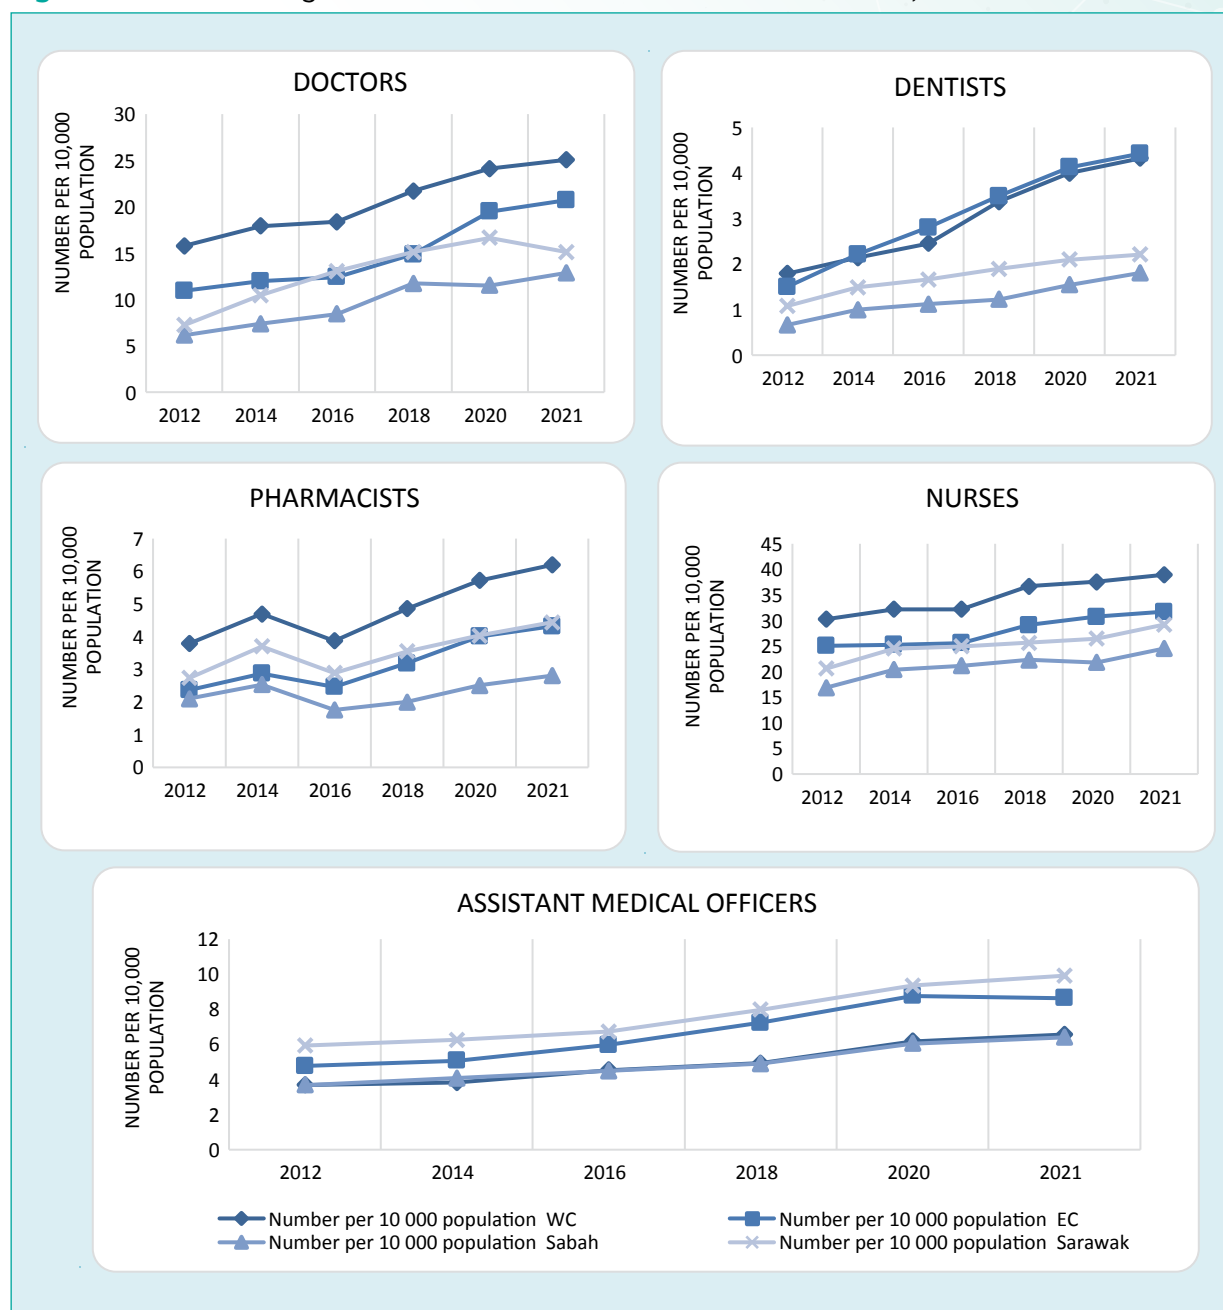 DOCTORS
NUMBER PER 10,000
POPULATION
30
25
20
15
10
5
0
2012 2014 2016 2018 2020 2021
DENTISTS
NUMBER PER 10,000
POPULATION
5
4
3
2
1
0
2012 2014 2016 2018 2020 2021
PHARMACISTS
NUMBER PER 10,000
POPULATION
7
6
5
4
3
2
1
0
2012 2014 2016 2018 2020 2021
NURSES
NUMBER PER 10,000
POPULATION
45
40
35
30
25
20
15
10
5
0
2012 2014 2016 2018 2020 2021
ASSISTANT MEDICAL OFFICERS
NUMBER PER 10,000
POPULATION
12
10
8
6
4
2
0
2012 2014 2016 2018 2020 2021
Number per 10 000 population WC
Number per 10 000 population EC
Number per 10 000 population Sabah
Number per 10 000 population Sarawak